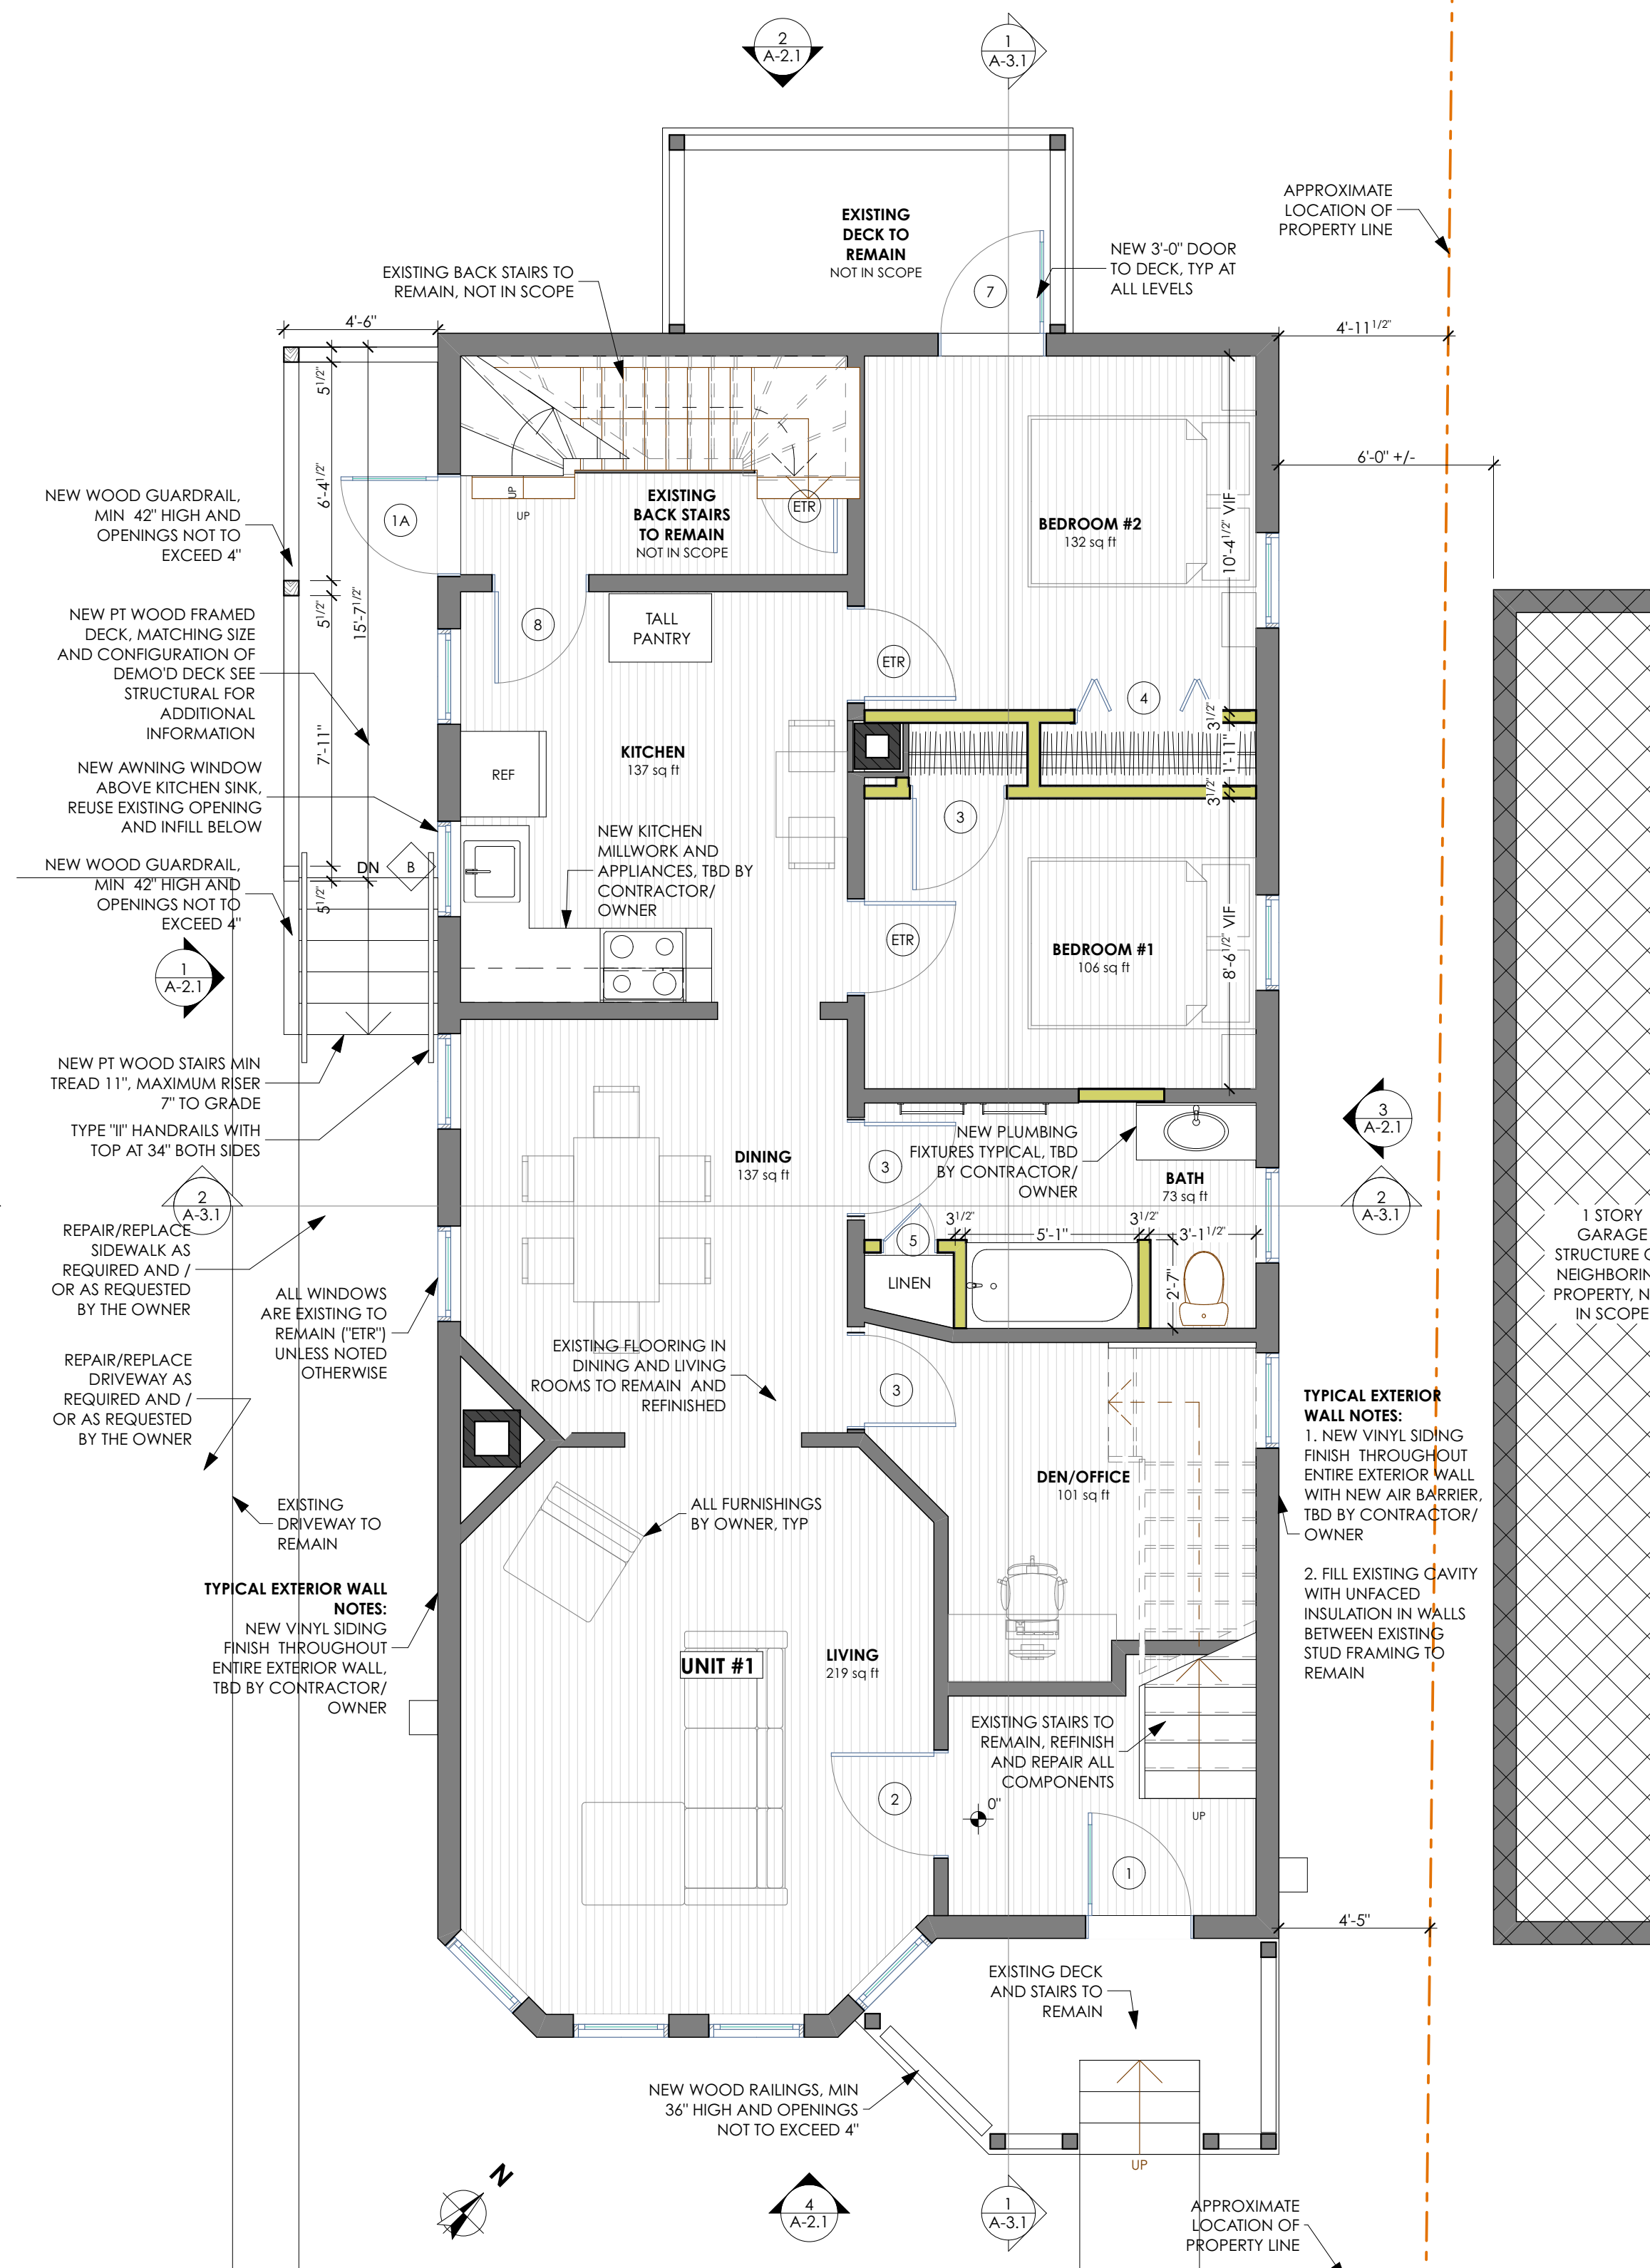 2
A-2.1
1
A-3.1
APPROXIMATE
LOCATION OF
PROPERTY LINE
EXISTING
DECK TO
REMAIN
NOT IN SCOPE
NEW 3'-0" DOOR
TO DECK, TYP AT
ALL LEVELS
7
EXISTING BACK STAIRS TO
REMAIN, NOT IN SCOPE
4'-6"
4'-11 1/2"
5 1/2"
6'-4 1/2"
5 1/2"
15'-7 1/2"
7'-11"
5 1/2"
6'-0" +/-
NEW WOOD GUARDRAIL,
MIN 42" HIGH AND
OPENINGS NOT TO
EXCEED 4"
1A
UP
UP
EXISTING
BACK STAIRS
TO REMAIN
NOT IN SCOPE
ETR
BEDROOM #2
132 sq ft
10'-4 1/2" VIF
NEW PT WOOD FRAMED
DECK, MATCHING SIZE
AND CONFIGURATION OF
DEMO'D DECK SEE
STRUCTURAL FOR
ADDITIONAL
INFORMATION
8
TALL
PANTRY
ETR
4
3 1/2"
1'-11"
3 1/2"
KITCHEN
137 sq ft
REF
NEW AWNING WINDOW
ABOVE KITCHEN SINK,
REUSE EXISTING OPENING
AND INFILL BELOW
3
NEW KITCHEN
MILLWORK AND
APPLIANCES, TBD BY
CONTRACTOR/
OWNER
DN
B
NEW WOOD GUARDRAIL,
MIN 42" HIGH AND
OPENINGS NOT TO
EXCEED 4"
ETR
BEDROOM #1
106 sq ft
8'-6 1/2" VIF
1
A-2.1
NEW PT WOOD STAIRS MIN
TREAD 11", MAXIMUM RISER
7" TO GRADE
TYPE "II" HANDRAILS WITH
TOP AT 34" BOTH SIDES
3
A-2.1
NEW PLUMBING
FIXTURES TYPICAL, TBD
BY CONTRACTOR/
OWNER
DINING
137 sq ft
3
BATH
73 sq ft
2
A-3.1
2
A-3.1
REPAIR/REPLACE
SIDEWALK AS
REQUIRED AND /
OR AS REQUESTED
BY THE OWNER
3 1/2"
5'-1"
3 1/2"
3'-1 1/2"
5
LINEN
2'-7"
1 STORY
GARAGE
STRUCTURE
NEIGHBORIN
PROPERTY, N
IN SCOPE
ALL WINDOWS
ARE EXISTING TO
REMAIN ("ETR")
UNLESS NOTED
OTHERWISE
EXISTING FLOORING IN
DINING AND LIVING
ROOMS TO REMAIN AND
REFINISHED
3
REPAIR/REPLACE
DRIVEWAY AS
REQUIRED AND /
OR AS REQUESTED
BY THE OWNER
TYPICAL EXTERIOR
WALL NOTES:
1. NEW VINYL SIDING
FINISH THROUGHOUT
ENTIRE EXTERIOR WALL
WITH NEW AIR BARRIER,
TBD BY CONTRACTOR/
OWNER
2. FILL EXISTING CAVITY
WITH UNFACED
INSULATION IN WALLS
BETWEEN EXISTING
STUD FRAMING TO
REMAIN
DEN/OFFICE
101 sq ft
EXISTING
DRIVEWAY TO
REMAIN
ALL FURNISHINGS
BY OWNER, TYP
TYPICAL EXTERIOR WALL
NOTES:
NEW VINYL SIDING
FINISH THROUGHOUT
ENTIRE EXTERIOR WALL,
TBD BY CONTRACTOR/
OWNER
UNIT #1
LIVING
219 sq ft
EXISTING STAIRS TO
REMAIN, REFINISH
AND REPAIR ALL
COMPONENTS
2
0"
UP
1
4'-5"
EXISTING DECK
AND STAIRS TO
REMAIN
NEW WOOD RAILINGS, MIN
36" HIGH AND OPENINGS
NOT TO EXCEED 4"
UP
N
4
A-2.1
1
A-3.1
APPROXIMATE
LOCATION OF
PROPERTY LINE